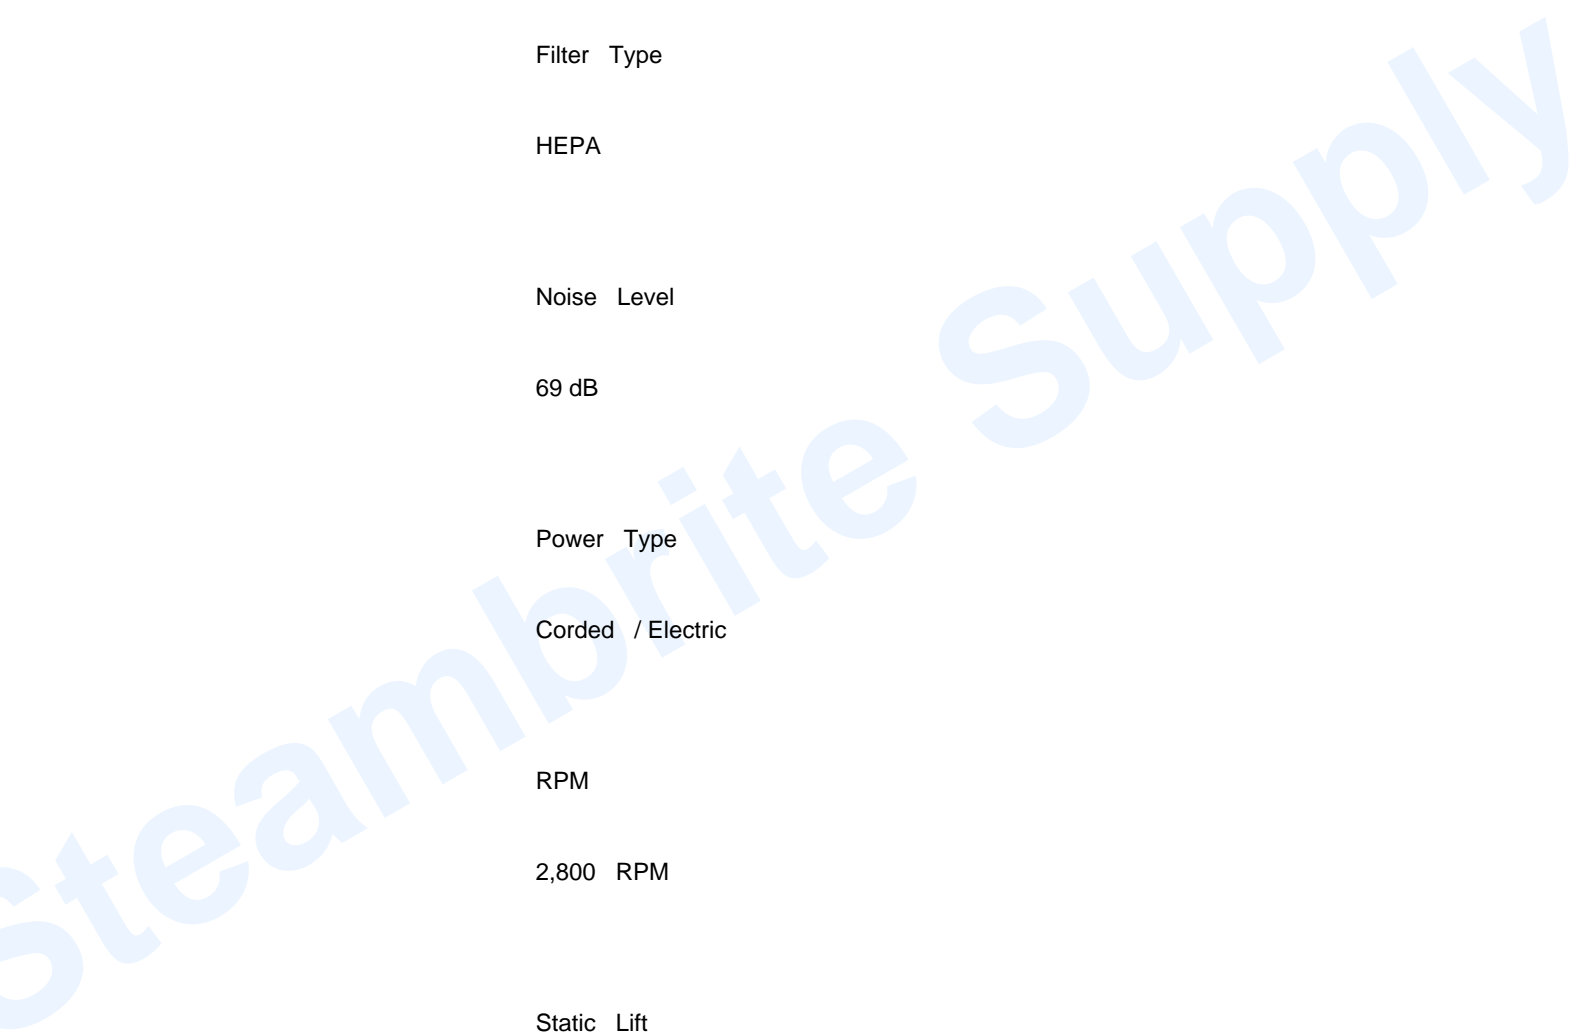 Filter Type
HEPA
Noise Level
69 dB
Power Type
Corded / Electric
RPM
2,800 RPM
Static Lift
Steambrite Supply